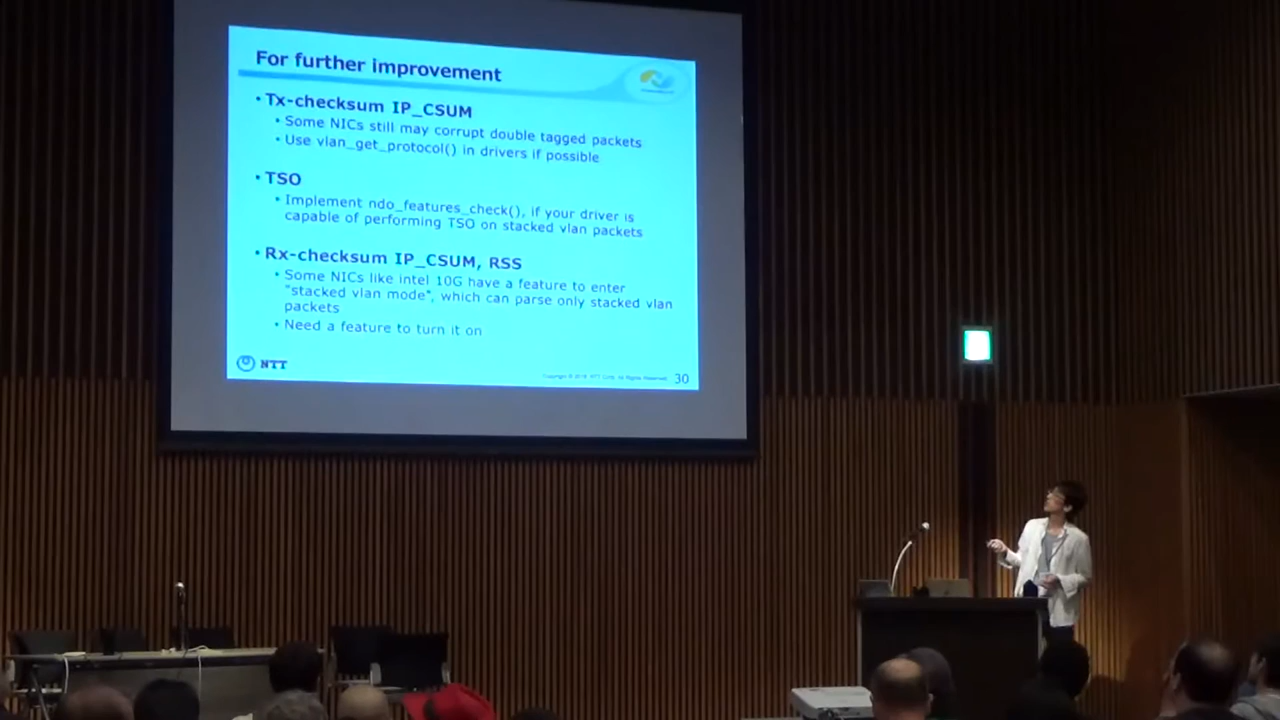 For further improvement
• Tx-checksum IP_CSUM
• Some NICs still may corrupt double tagged packets
• Use vlan_get_protocol() in drivers if possible
• TSO
• Implement ndo_features_check(), if your driver is
capable of performing TSO on stacked vlan packets
• Rx-checksum IP_CSUM, RSS
• Some NICs like intel 10G have a feature to enter
"stacked vlan mode", which can parse only stacked vlan
packets
• Need a feature to turn it on
NTT
30